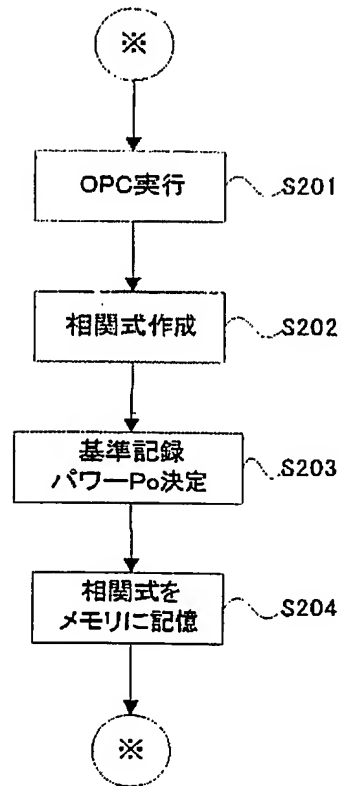 ※
OPC実行
S201
相関式作成
S202
基準記録
パワーPo決定
S203
相関式を
メモリに記憶
S204
※